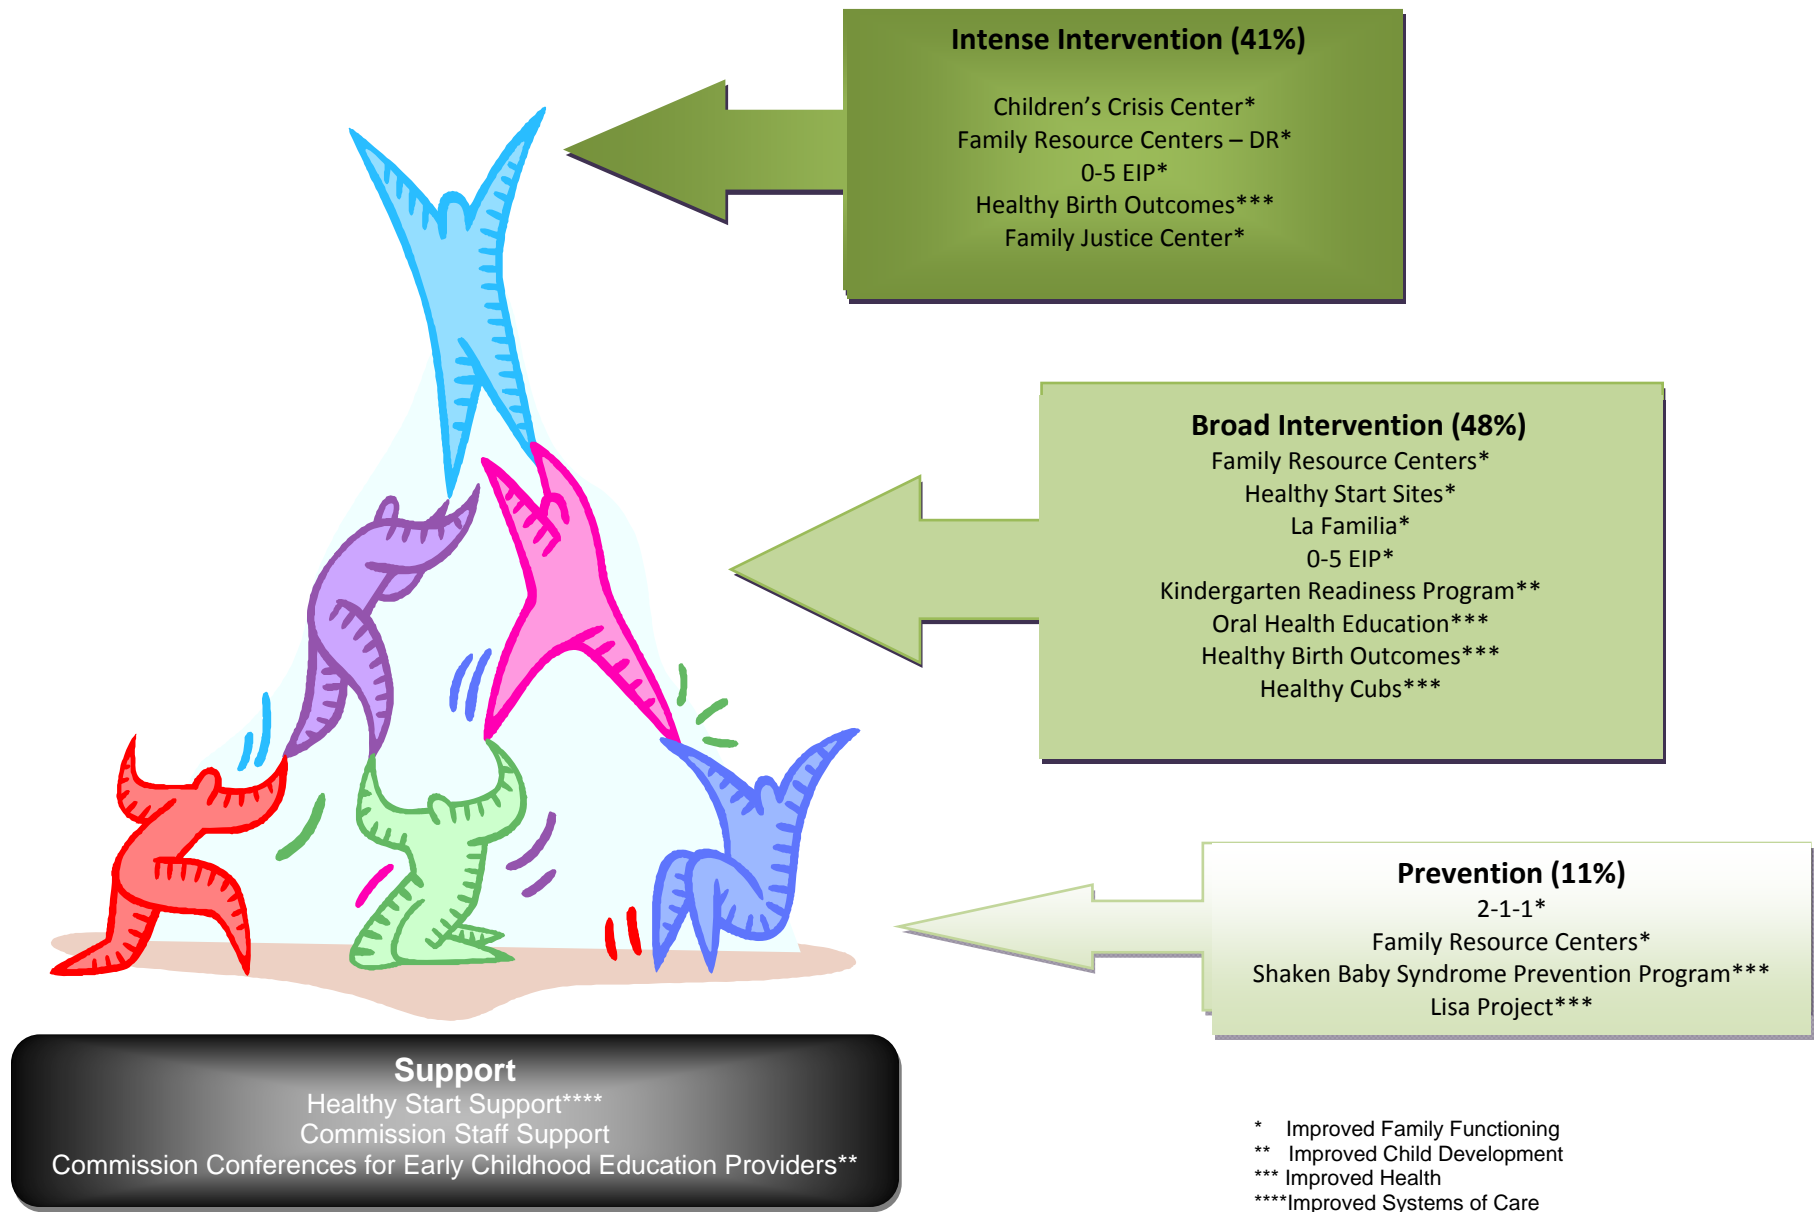 Intense Intervention (41%)
Children's Crisis Center*
Family Resource Centers – DR*
0-5 EIP*
Healthy Birth Outcomes***
Family Justice Center*
Broad Intervention (48%)
Family Resource Centers*
Healthy Start Sites*
La Familia*
0-5 EIP*
Kindergarten Readiness Program**
Oral Health Education***
Healthy Birth Outcomes***
Healthy Cubs***
Prevention (11%)
2-1-1*
Family Resource Centers*
Shaken Baby Syndrome Prevention Program***
Lisa Project***
Support
Healthy Start Support****
Commission Staff Support
Commission Conferences for Early Childhood Education Providers**
* Improved Family Functioning
** Improved Child Development
*** Improved Health
****Improved Systems of Care